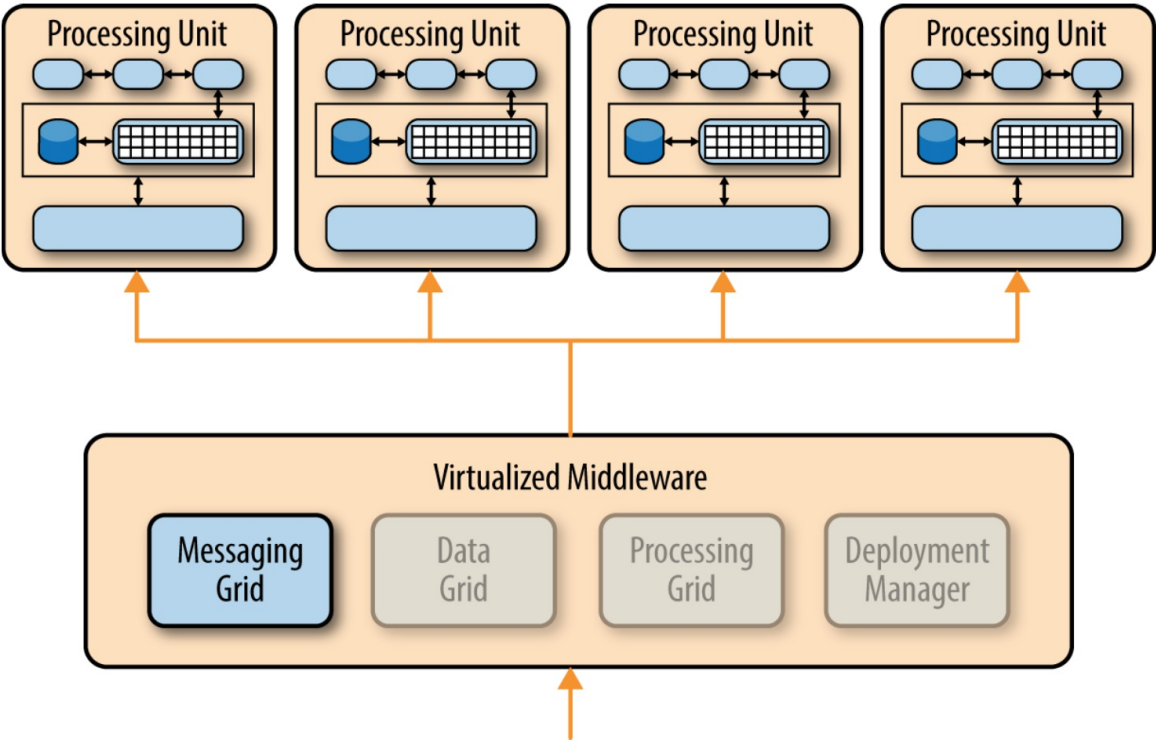 Processing Unit
Processing Unit
Processing Unit
Processing Unit
Virtualized Middleware
Messaging
Grid
Data
Grid
Processing
Grid
Deployment
Manager